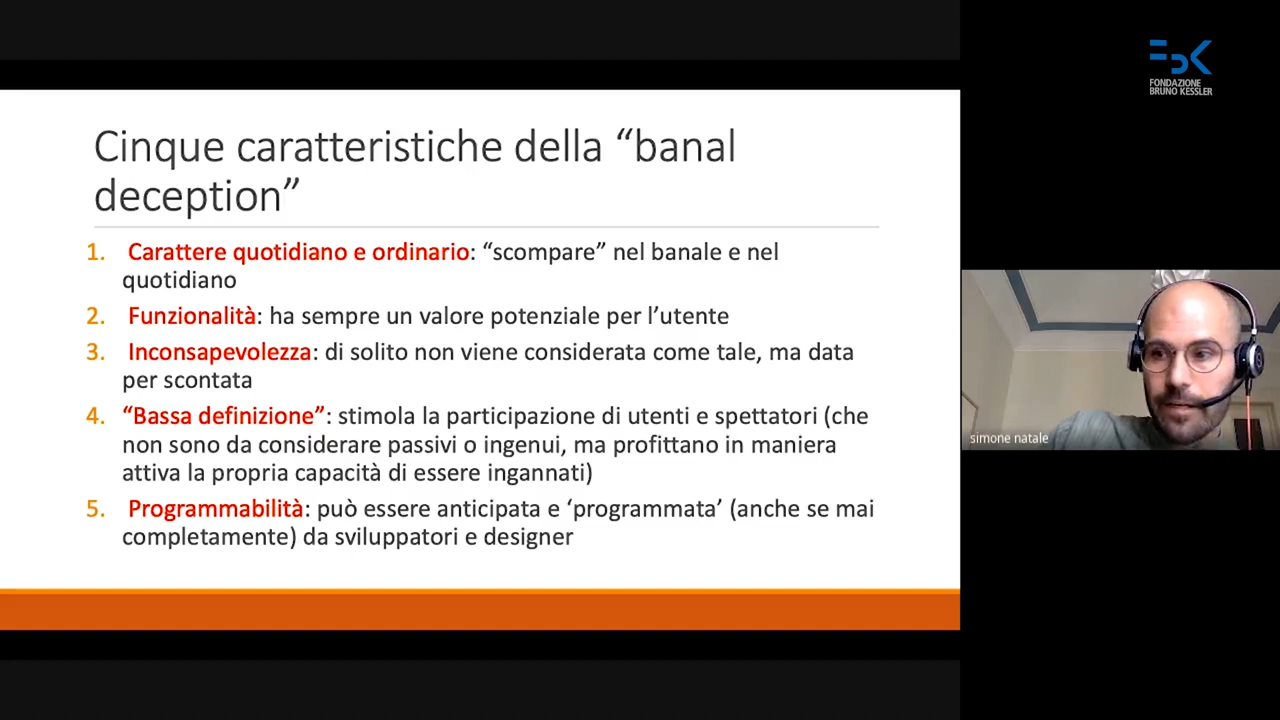 Cinque caratteristiche della “banal
deception”
1. Carattere quotidiano e ordinario: “scompare” nel banale e nel
quotidiano
2. Funzionalità: ha sempre un valore potenziale per l’utente
3. Inconsapevolezza: di solito non viene considerata come tale, ma data
per scontata
4. “Bassa definizione”: stimola la participazione di utenti e spettatori (che
non sono da considerare passivi o ingenui, ma profittano in maniera
attiva la propria capacità di essere ingannati)
5. Programmabilità: può essere anticipata e ‘programmata’ (anche se mai
completamente) da sviluppatori e designer
FBK
FONDAZIONE
BRUNO KESSLER
simone natale